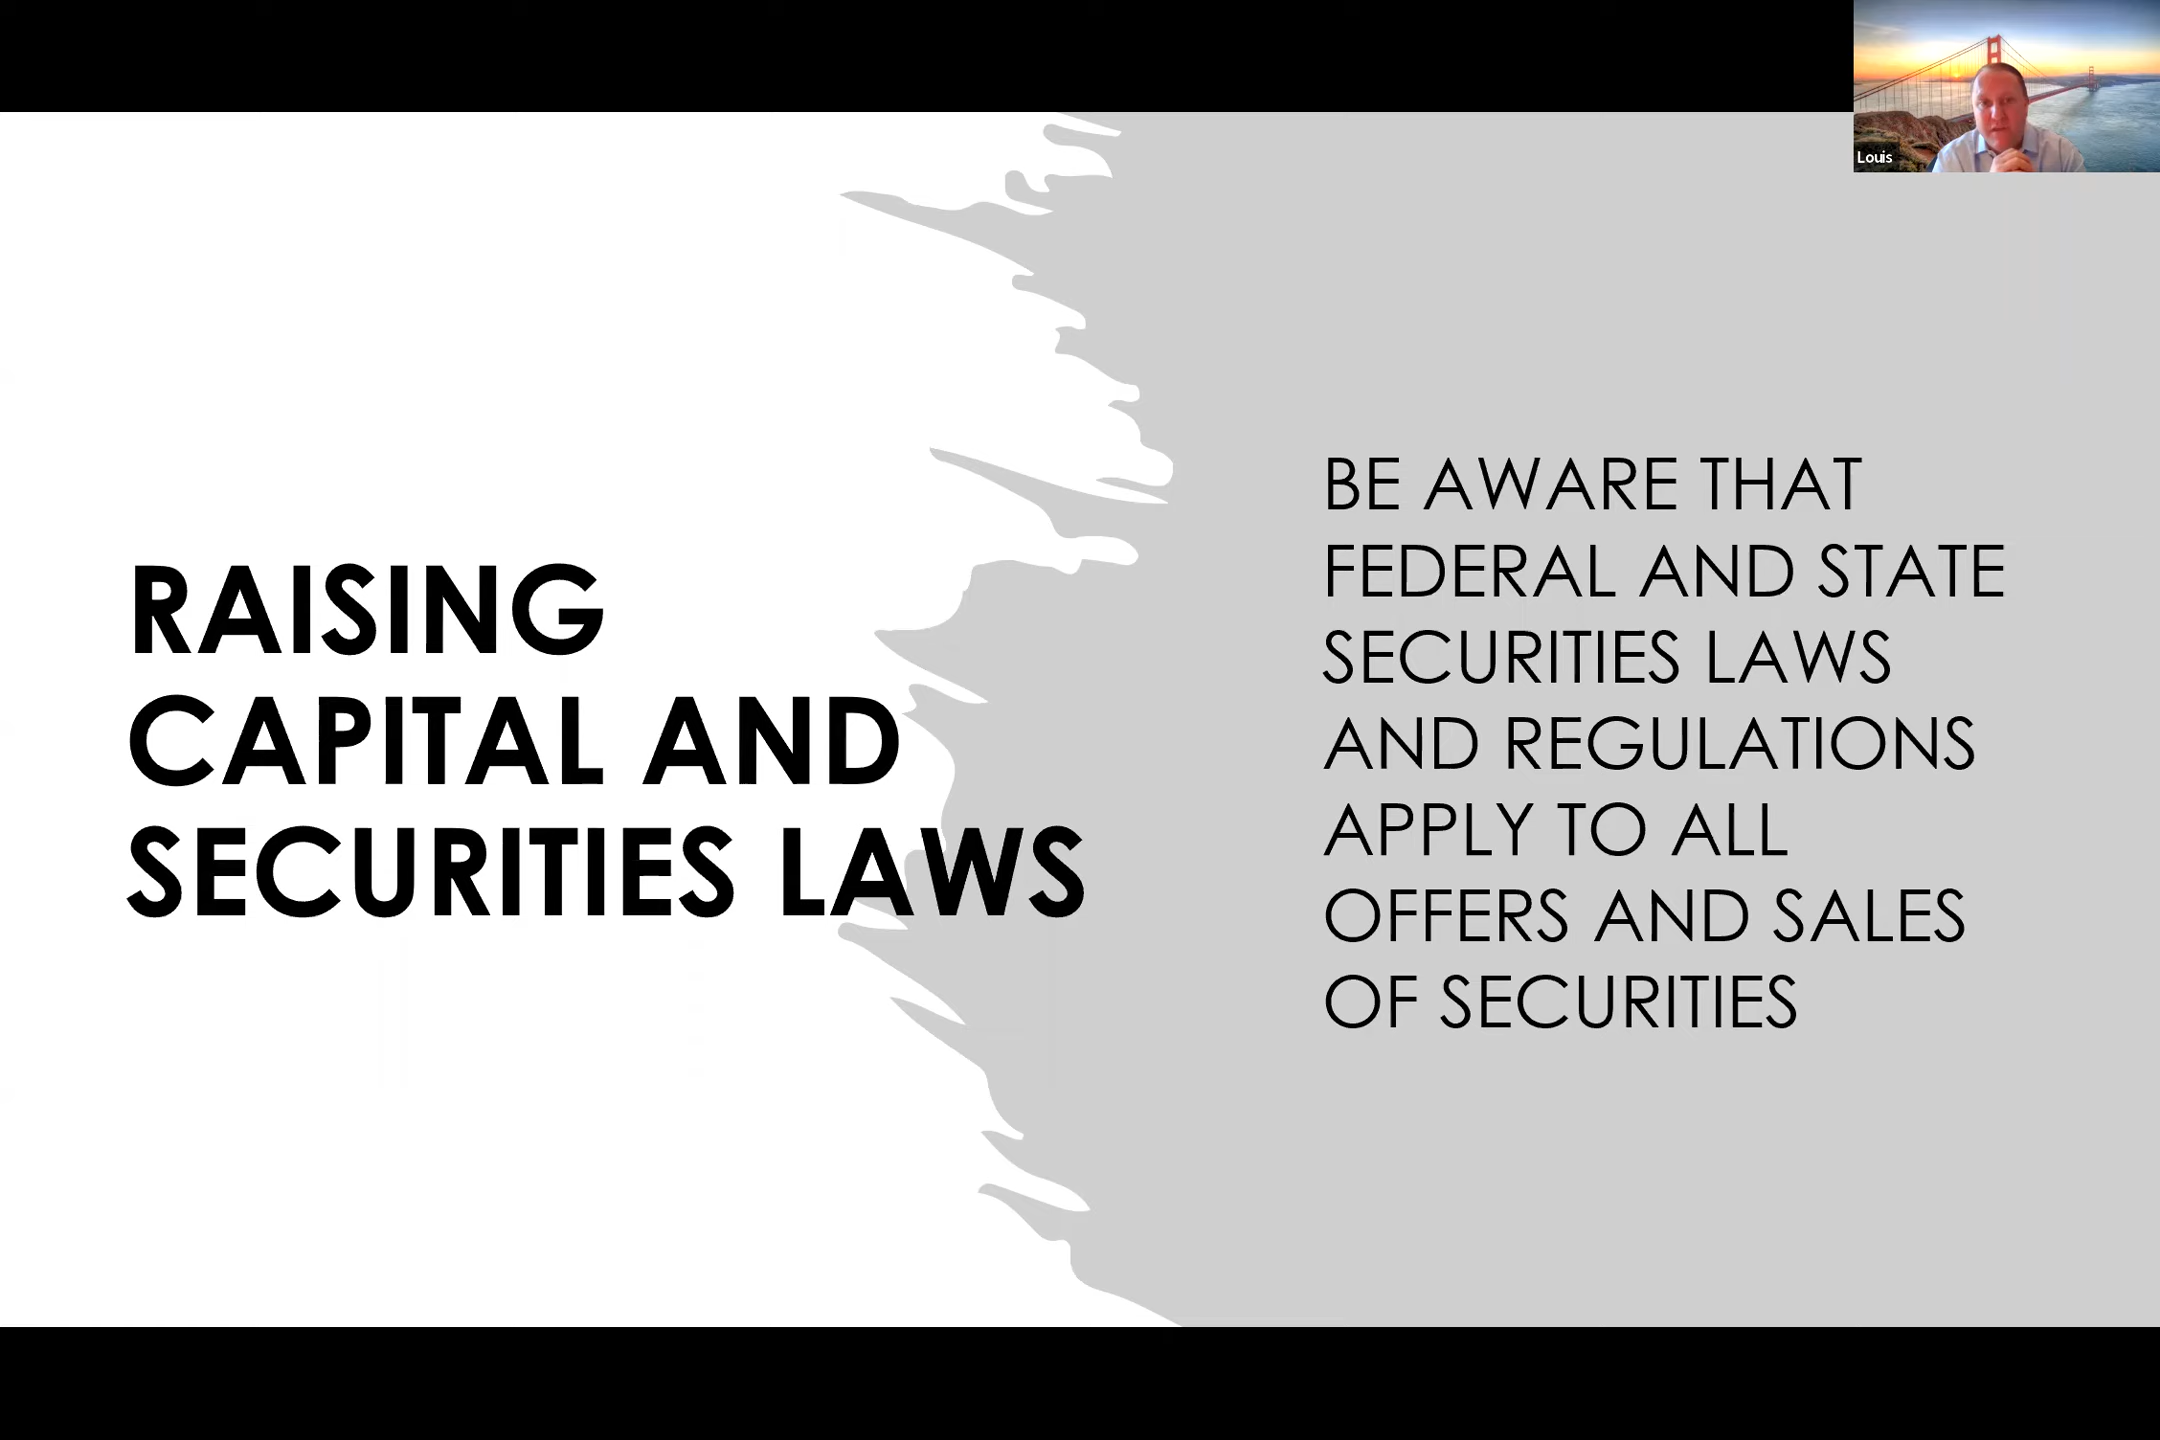 RAISING
CAPITAL AND
SECURITIES LAWS
BE AWARE THAT
FEDERAL AND STATE
SECURITIES LAWS
AND REGULATIONS
APPLY TO ALL
OFFERS AND SALES
OF SECURITIES
Louis